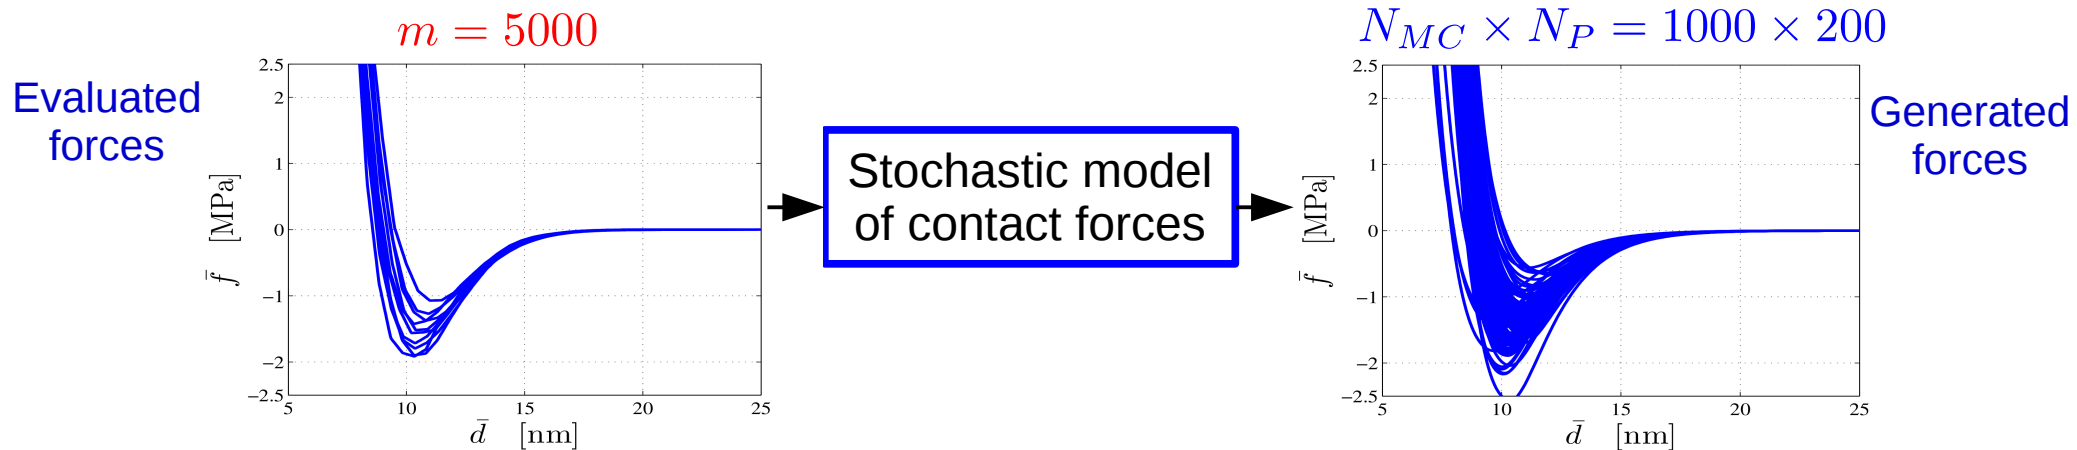 m = 5000
Evaluated
forces
2.5
2
1
0
−1
−2
−2.5
5 10 15 20 25
f̄ [MPa]
d̄ [nm]
Stochastic model
of contact forces
N_{MC} × N_P = 1000 × 200
2.5
2
1
0
−1
−2
−2.5
5 10 15 20 25
f̄ [MPa]
d̄ [nm]
Generated
forces